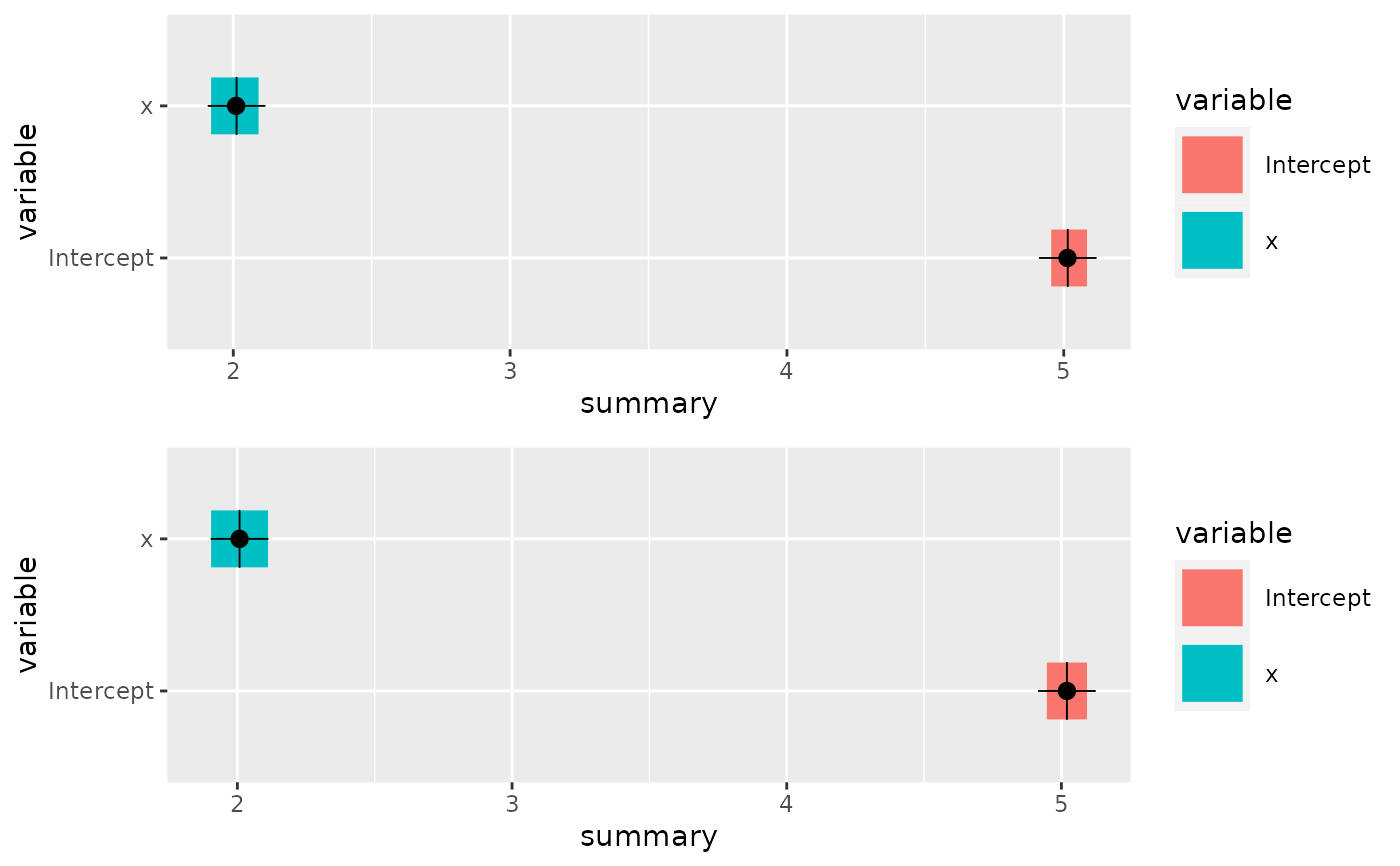 variable
x
Intercept
2 3 4 5
summary
variable
Intercept
x
variable
x
Intercept
2 3 4 5
summary
variable
Intercept
x